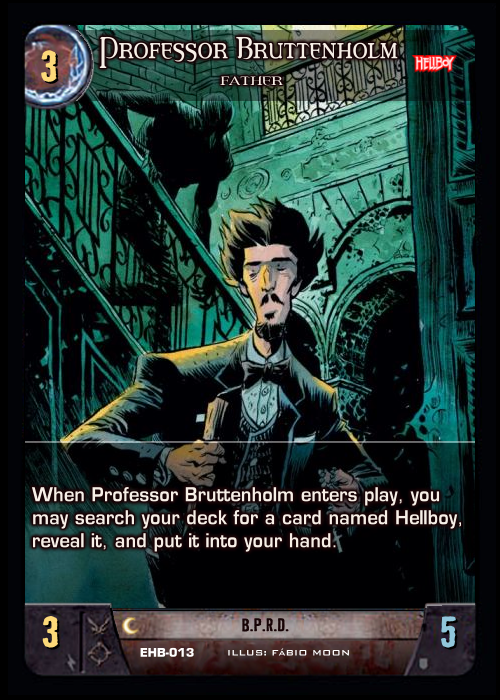 3
Professor Bruttenholm
HELLBOY
FATHER
When Professor Bruttenholm enters play, you
may search your deck for a card named Hellboy,
reveal it, and put it into your hand.
3
B.P.R.D.
5
EHB-013
ILLUS: FÁBIO MOON